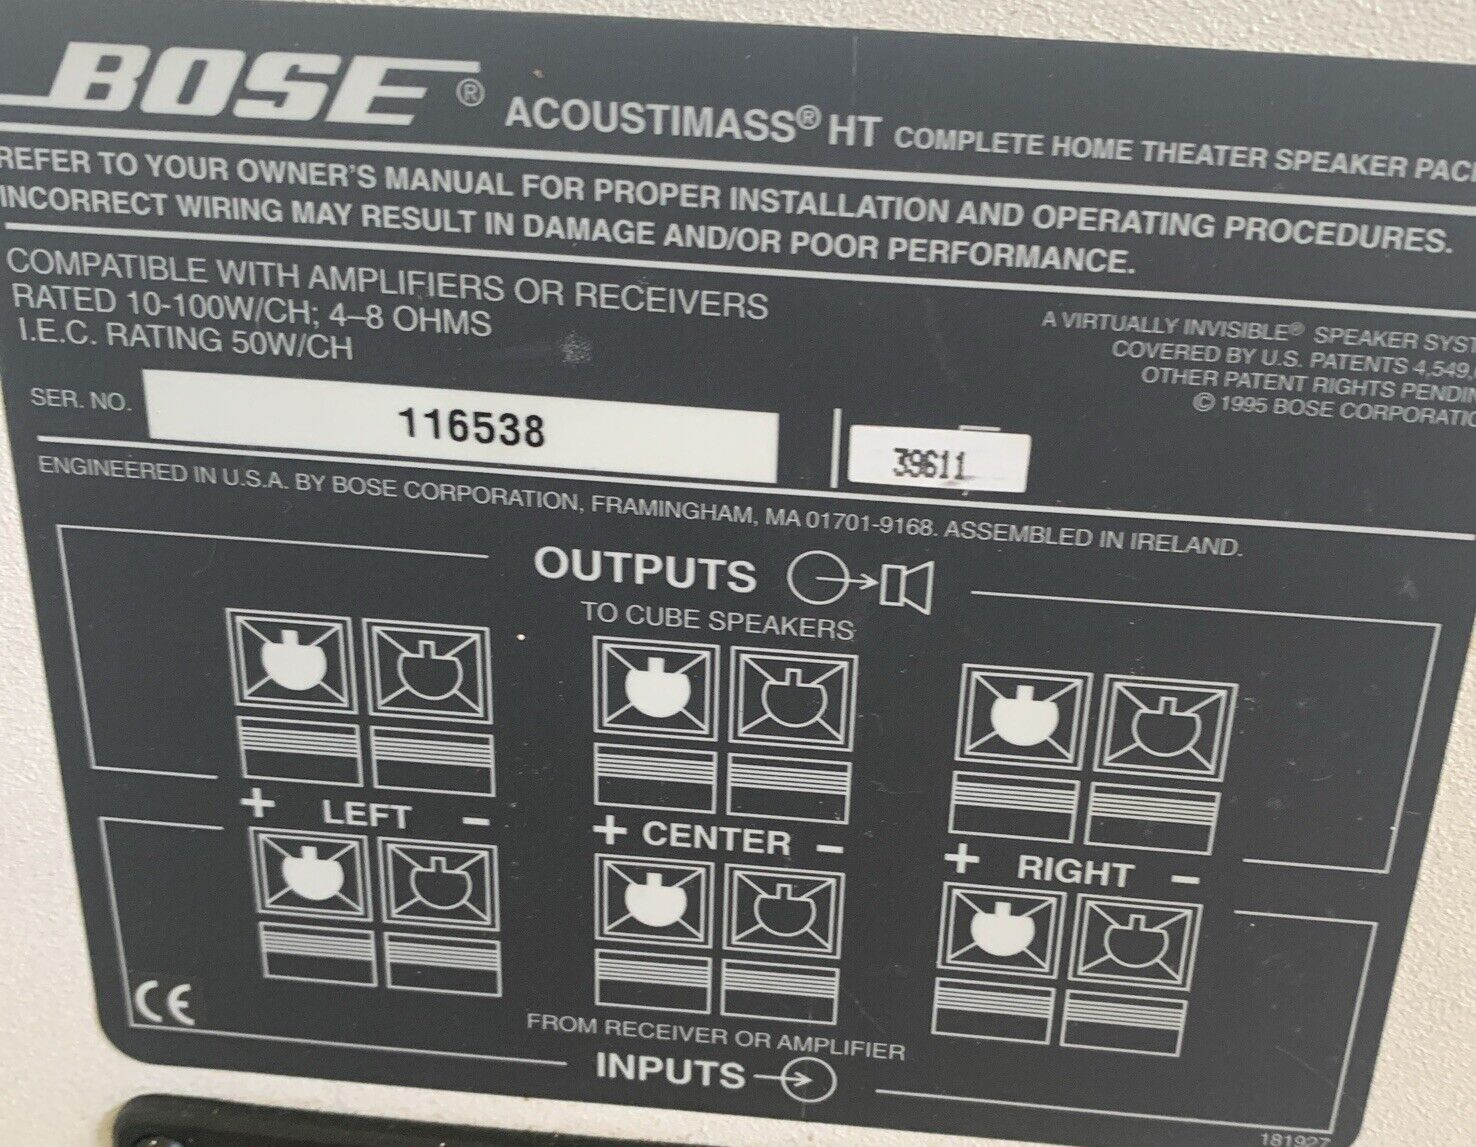 BOSE® ACOUSTIMASS® HT COMPLETE HOME THEATER SPEAKER
REFER TO YOUR OWNER'S MANUAL FOR PROPER INSTALLATION AND OPERATING PROCEDURES.
INCORRECT WIRING MAY RESULT IN DAMAGE AND/OR POOR PERFORMANCE.
COMPATIBLE WITH AMPLIFIERS OR RECEIVERS
RATED 10-100W/CH; 4–8 OHMS
I.E.C. RATING 50W/CH
A VIRTUALLY INVISIBLE® SPEAKER
COVERED BY U.S. PATENTS 4,549,
OTHER PATENT RIGHTS
© 1995 BOSE
SER. NO. 116538
39611
ENGINEERED IN U.S.A. BY BOSE CORPORATION, FRAMINGHAM, MA 01701-9168. ASSEMBLED IN IRELAND.
OUTPUTS
TO CUBE SPEAKERS
+ LEFT -
+ CENTER -
+ RIGHT -
CE
FROM RECEIVER OR AMPLIFIER
INPUTS